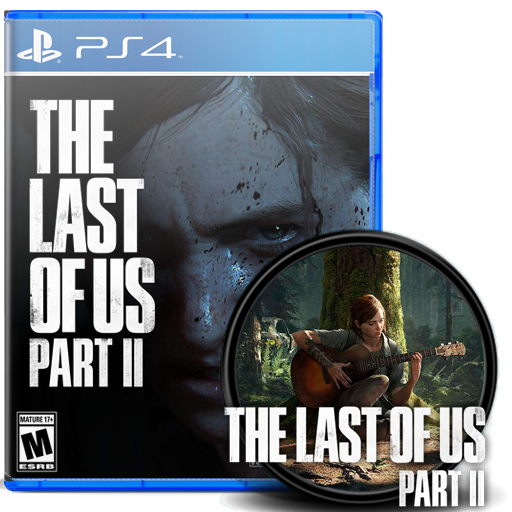 PS4
THE
LAST
OF US
PART II
MATURE 17+
M
ESRB
THE LAST OF US
PART II